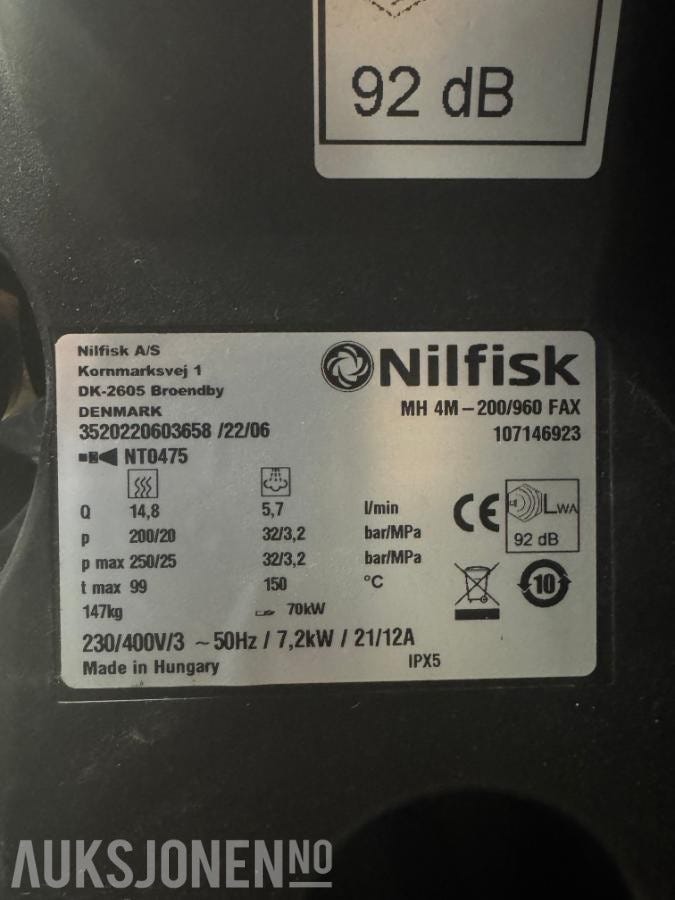 92 dB
Nilfisk A/S
Kornmarksvej 1
DK-2605 Broendby
DENMARK
3520220603658 /22/06
NT0475
Nilfisk
MH 4M-200/960 FAX
107146923
Q 14,8 5,7 l/min
p 200/20 32/3,2 bar/MPa
p max 250/25 32/3,2 bar/MPa
t max 99 150 °C
147kg 70kW
230/400V/3 ~50Hz / 7,2kW / 21/12A
Made in Hungary IPX5
CE
LWA
92 dB
10
AUKSJONEN NO